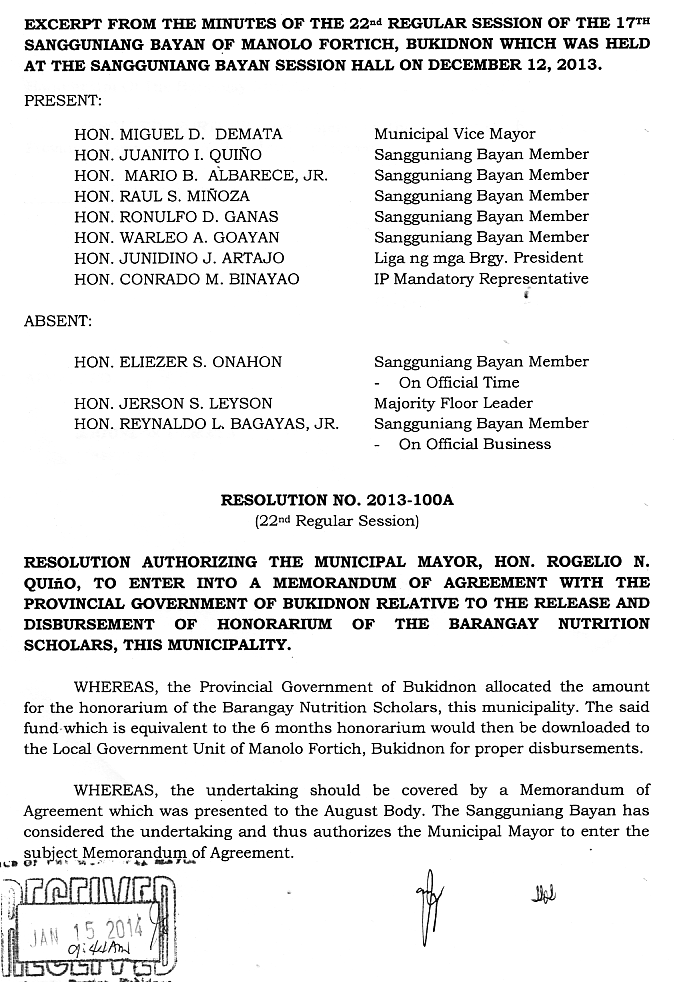 EXCERPT FROM THE MINUTES OF THE 22nd REGULAR SESSION OF THE 17TH
SANGGUNIANG BAYAN OF MANOLO FORTICH, BUKIDNON WHICH WAS HELD
AT THE SANGGUNIANG BAYAN SESSION HALL ON DECEMBER 12, 2013.
PRESENT:
HON. MIGUEL D. DEMATA Municipal Vice Mayor
HON. JUANITO I. QUIÑO Sangguniang Bayan Member
HON. MARIO B. ALBARECE, JR. Sangguniang Bayan Member
HON. RAUL S. MIÑOZA Sangguniang Bayan Member
HON. RONULFO D. GANAS Sangguniang Bayan Member
HON. WARLEO A. GOAYAN Sangguniang Bayan Member
HON. JUNIDINO J. ARTAJO Liga ng mga Brgy. President
HON. CONRADO M. BINAYAO IP Mandatory Representative
ABSENT:
HON. ELIEZER S. ONAHON Sangguniang Bayan Member
- On Official Time
HON. JERSON S. LEYSON Majority Floor Leader
HON. REYNALDO L. BAGAYAS, JR. Sangguniang Bayan Member
- On Official Business
RESOLUTION NO. 2013-100A
(22nd Regular Session)
RESOLUTION AUTHORIZING THE MUNICIPAL MAYOR, HON. ROGELIO N.
QUIñO, TO ENTER INTO A MEMORANDUM OF AGREEMENT WITH THE
PROVINCIAL GOVERNMENT OF BUKIDNON RELATIVE TO THE RELEASE AND
DISBURSEMENT OF HONORARIUM OF THE BARANGAY NUTRITION
SCHOLARS, THIS MUNICIPALITY.
WHEREAS, the Provincial Government of Bukidnon allocated the amount
for the honorarium of the Barangay Nutrition Scholars, this municipality. The said
fund which is equivalent to the 6 months honorarium would then be downloaded to
the Local Government Unit of Manolo Fortich, Bukidnon for proper disbursements.
WHEREAS, the undertaking should be covered by a Memorandum of
Agreement which was presented to the August Body. The Sangguniang Bayan has
considered the undertaking and thus authorizes the Municipal Mayor to enter the
subject Memorandum of Agreement.
RECEIVED
JAN 15 2014
9:44AM